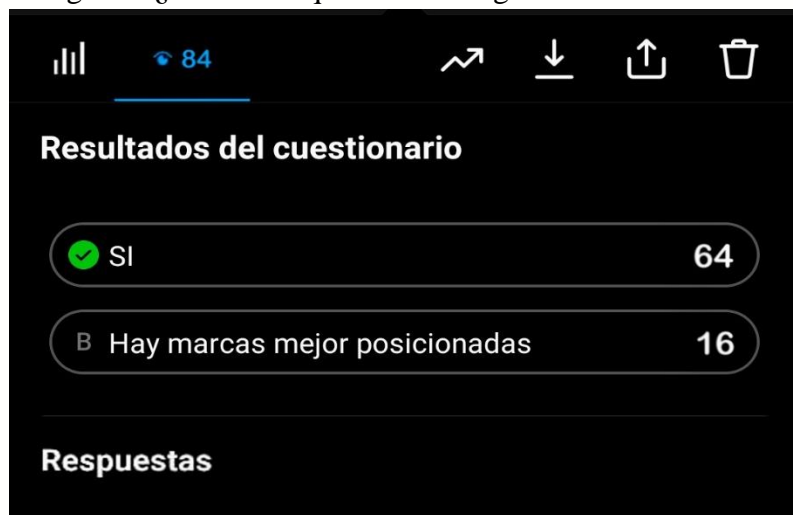 84
Resultados del cuestionario
SI 64
B Hay marcas mejor posicionadas 16
Respuestas